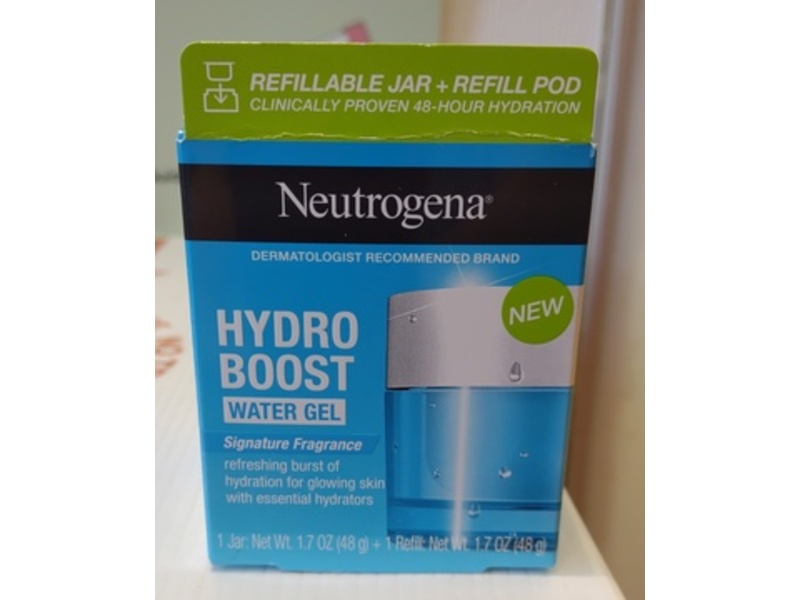 REFILLABLE JAR + REFILL POD
CLINICALLY PROVEN 48-HOUR HYDRATION
Neutrogena®
DERMATOLOGIST RECOMMENDED BRAND
NEW
HYDRO
BOOST
WATER GEL
Signature Fragrance
refreshing burst of
hydration for glowing skin
with essential hydrators
1 Jar: Net Wt. 1.7 OZ (48 g) + 1 Refill: Net Wt. 1.7 OZ (48 g)